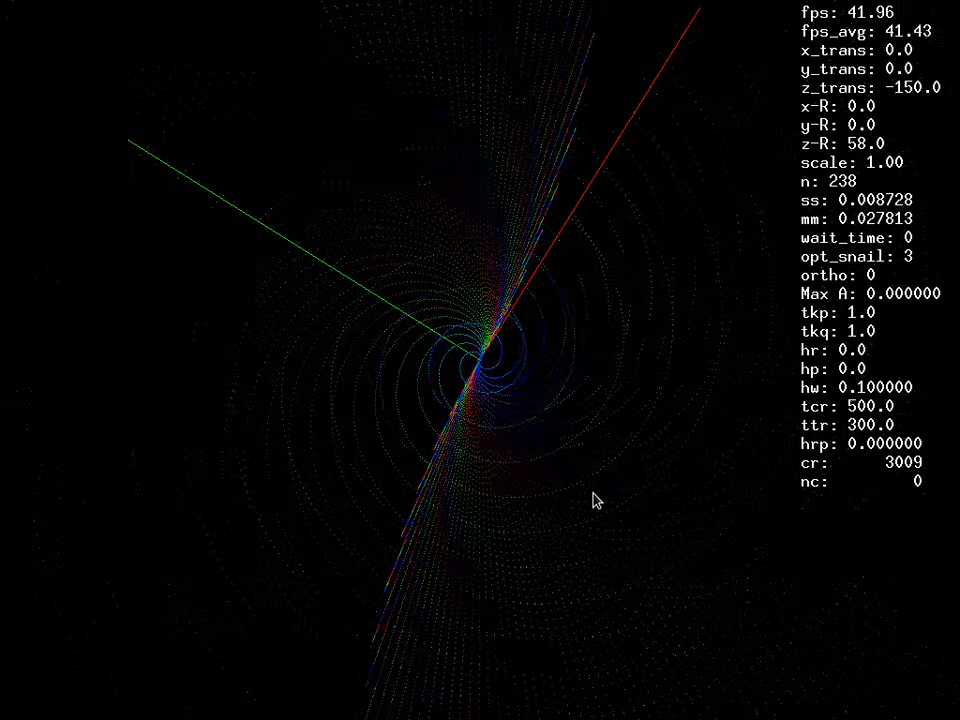 fps: 41.96
fps_avg: 41.43
x_trans: 0.0
y_trans: 0.0
z_trans: -150.0
x-R: 0.0
y-R: 0.0
z-R: 58.0
scale: 1.00
n: 238
ss: 0.008728
mm: 0.027813
wait_time: 0
opt_snail: 3
ortho: 0
Max A: 0.000000
tkp: 1.0
tkq: 1.0
hr: 0.0
hp: 0.0
hw: 0.100000
tcr: 500.0
ttr: 300.0
hrp: 0.000000
cr: 3009
nc: 0